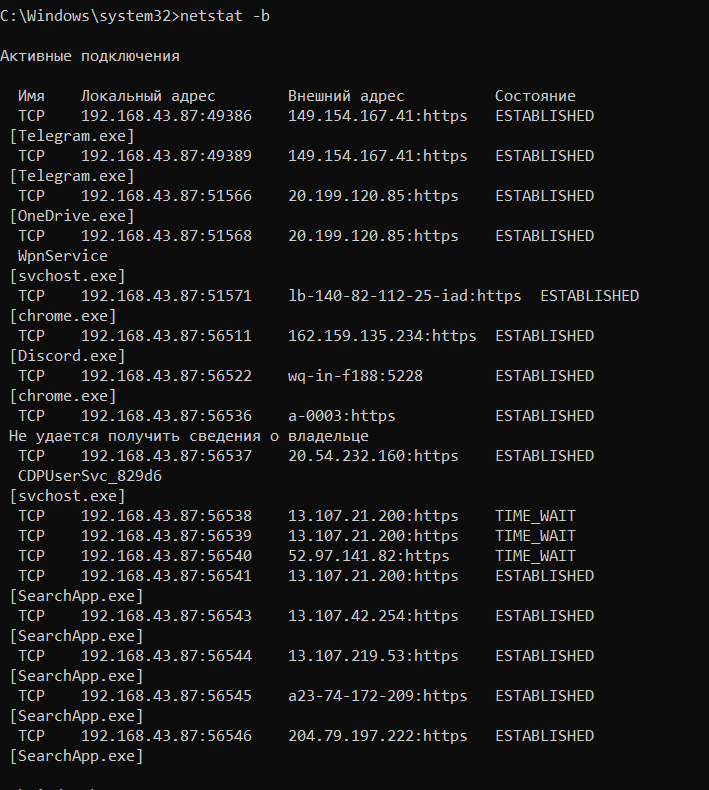 C:\Windows\system32>netstat -b
Активные подключения
Имя Локальный адрес Внешний адрес Состояние
TCP 192.168.43.87:49386 149.154.167.41:https ESTABLISHED
[Telegram.exe]
TCP 192.168.43.87:49389 149.154.167.41:https ESTABLISHED
[Telegram.exe]
TCP 192.168.43.87:51566 20.199.120.85:https ESTABLISHED
[OneDrive.exe]
TCP 192.168.43.87:51568 20.199.120.85:https ESTABLISHED
WpnService
[svchost.exe]
TCP 192.168.43.87:51571 lb-140-82-112-25-iad:https ESTABLISHED
[chrome.exe]
TCP 192.168.43.87:56511 162.159.135.234:https ESTABLISHED
[Discord.exe]
TCP 192.168.43.87:56522 wq-in-f188:5228 ESTABLISHED
[chrome.exe]
TCP 192.168.43.87:56536 a-0003:https ESTABLISHED
Не удается получить сведения о владельце
TCP 192.168.43.87:56537 20.54.232.160:https ESTABLISHED
CDPUserSvc_829d6
[svchost.exe]
TCP 192.168.43.87:56538 13.107.21.200:https TIME_WAIT
TCP 192.168.43.87:56539 13.107.21.200:https TIME_WAIT
TCP 192.168.43.87:56540 52.97.141.82:https TIME_WAIT
TCP 192.168.43.87:56541 13.107.21.200:https ESTABLISHED
[SearchApp.exe]
TCP 192.168.43.87:56543 13.107.42.254:https ESTABLISHED
[SearchApp.exe]
TCP 192.168.43.87:56544 13.107.219.53:https ESTABLISHED
[SearchApp.exe]
TCP 192.168.43.87:56545 a23-74-172-209:https ESTABLISHED
[SearchApp.exe]
TCP 192.168.43.87:56546 204.79.197.222:https ESTABLISHED
[SearchApp.exe]